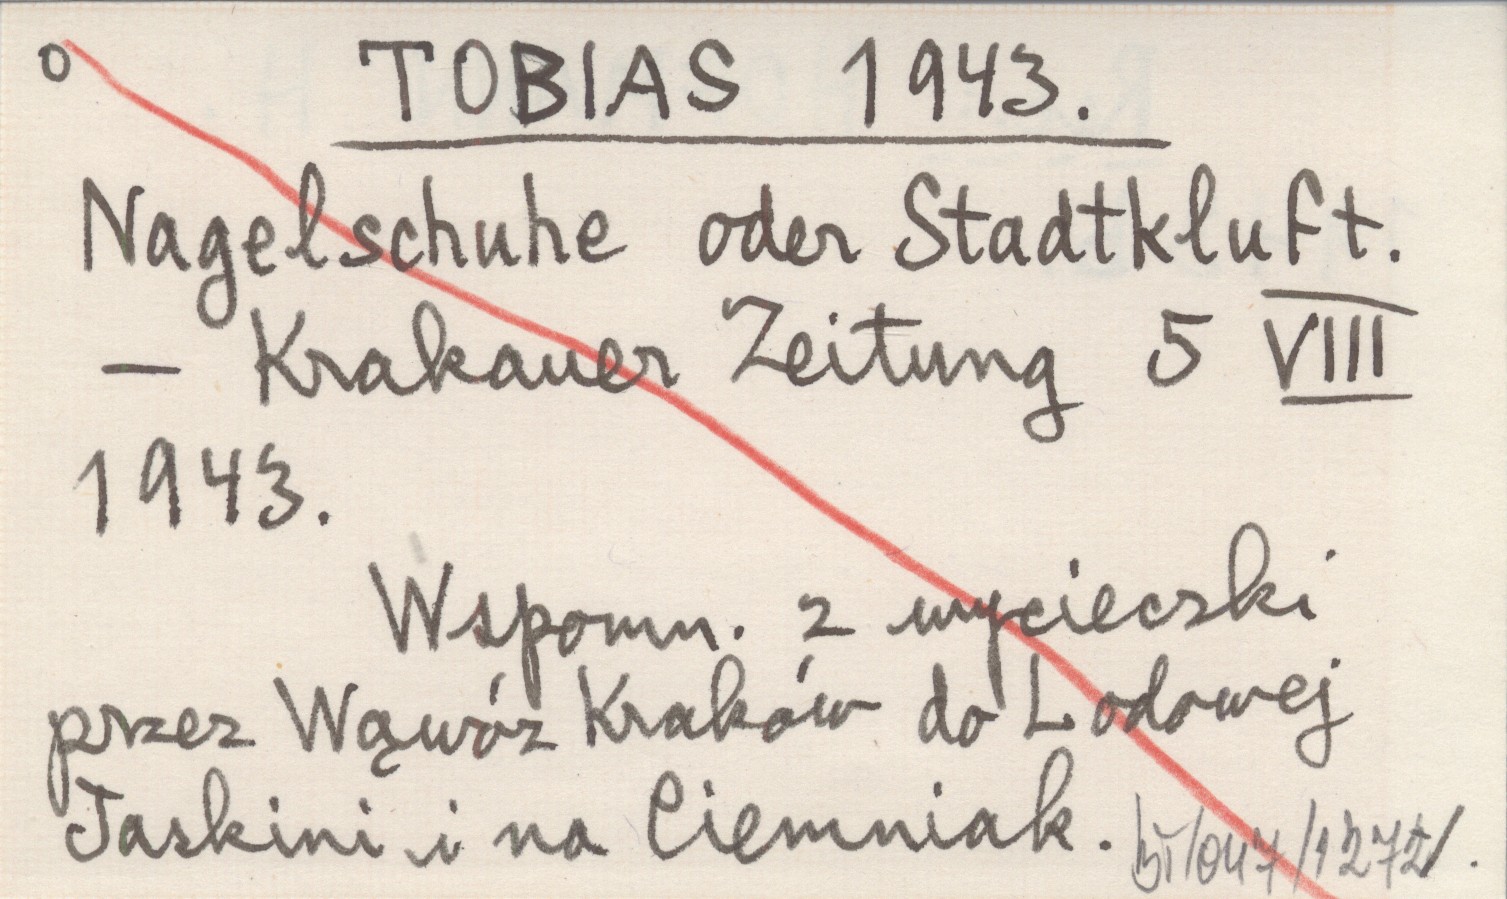 o TOBIAS 1943.
Nagelschuhe oder Stadtkluft.
— Krakauer Zeitung 5 VIII
1943.
Wspomn. z wycieczki
przez Wąwóz Kraków do Lodowej
Jaskini i na Ciemniak.